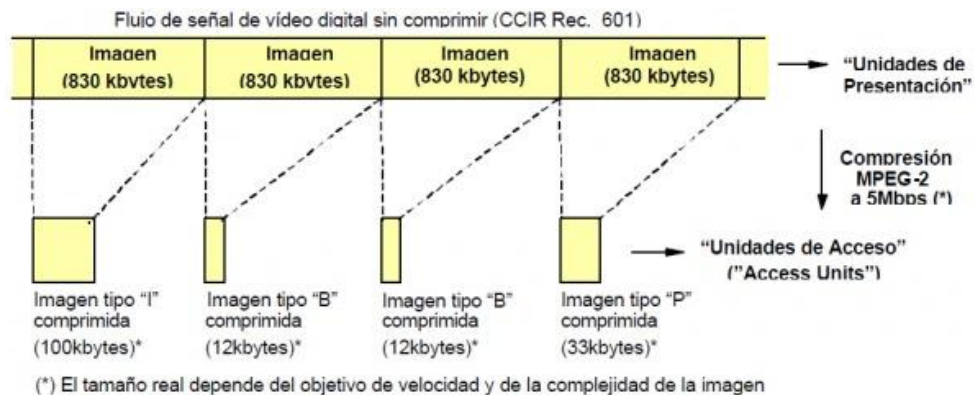 Flujo de señal de vídeo digital sin comprimir (CCIR Rec. 601)
Imagen
(830 kbytes)
Imagen
(830 kbytes)
Imagen
(830 kbytes)
Imagen
(830 kbytes)
“Unidades de
Presentación”
Compresión
MPEG-2
a 5Mbps (*)
“Unidades de Acceso”
(”Access Units”)
Imagen tipo “I”
comprimida
(100kbytes)*
Imagen tipo “B”
comprimida
(12kbytes)*
Imagen tipo “B”
comprimida
(12kbytes)*
Imagen tipo “P”
comprimida
(33kbytes)*
(*) El tamaño real depende del objetivo de velocidad y de la complejidad de la imagen